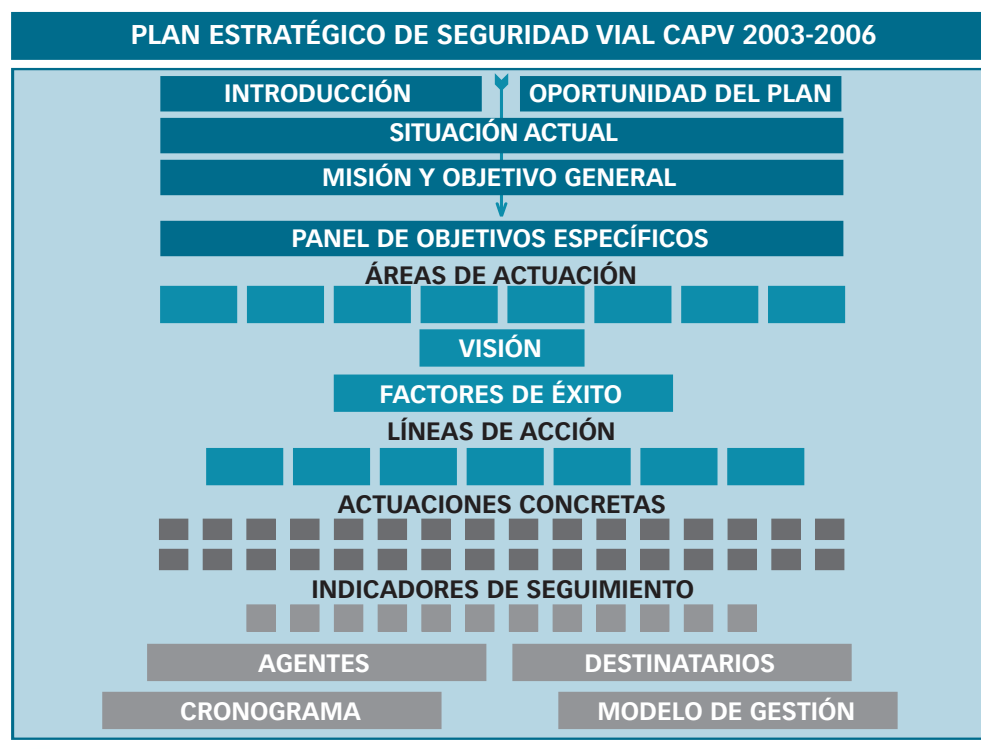 PLAN ESTRATÉGICO DE SEGURIDAD VIAL CAPV 2003-2006
INTRODUCCIÓN
OPORTUNIDAD DEL PLAN
SITUACIÓN ACTUAL
MISIÓN Y OBJETIVO GENERAL
PANEL DE OBJETIVOS ESPECÍFICOS
ÁREAS DE ACTUACIÓN
VISIÓN
FACTORES DE ÉXITO
LÍNEAS DE ACCIÓN
ACTUACIONES CONCRETAS
INDICADORES DE SEGUIMIENTO
AGENTES
DESTINATARIOS
CRONOGRAMA
MODELO DE GESTIÓN